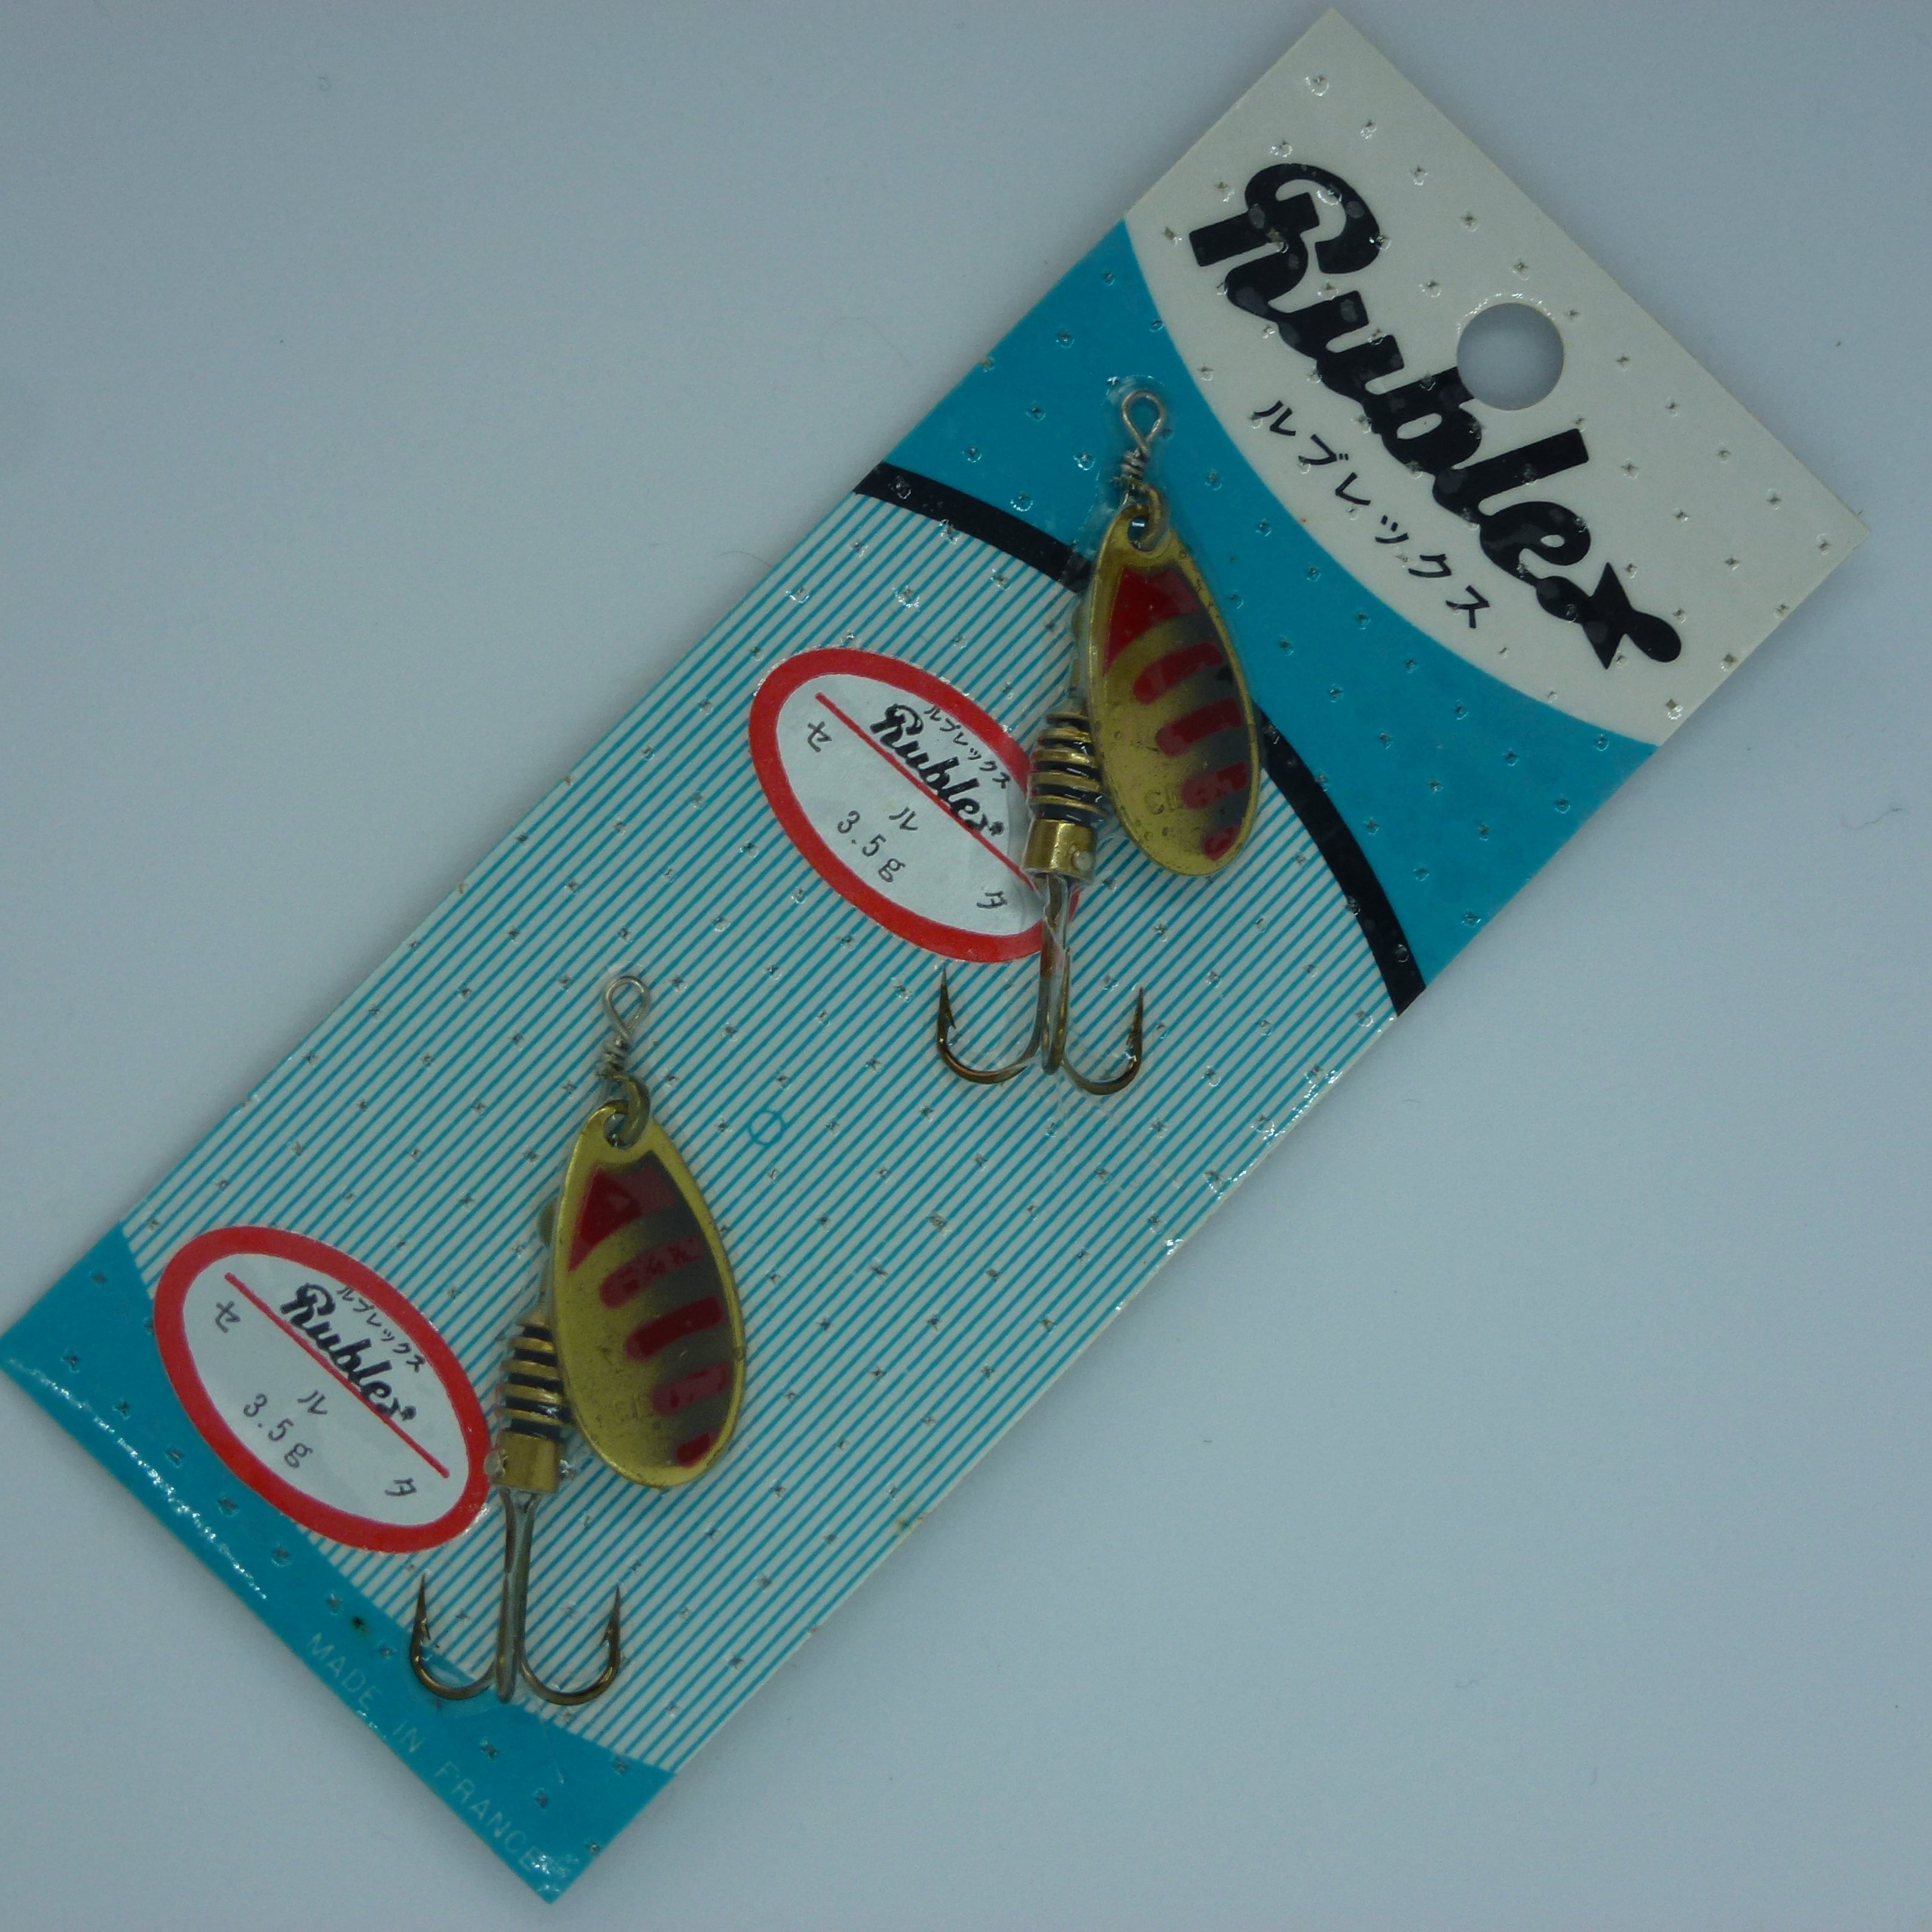 Rublex
ルブレックス
ルブレックス
Rublex
セ ル タ
3.5g
ルブレックス
Rublex
セ ル タ
3.5g
MADE IN FRANCE